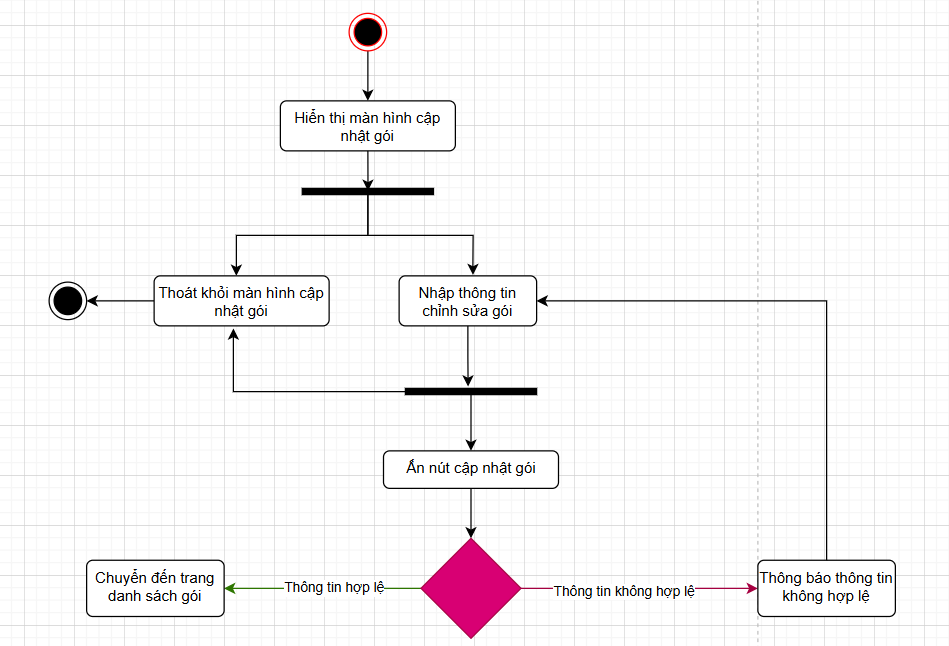 Hiển thị màn hình cập
nhật gói
Thoát khỏi màn hình cập
nhật gói
Nhập thông tin
chỉnh sửa gói
Ấn nút cập nhật gói
Chuyển đến trang
danh sách gói
Thông tin hợp lệ
Thông tin không hợp lệ
Thông báo thông tin
không hợp lệ